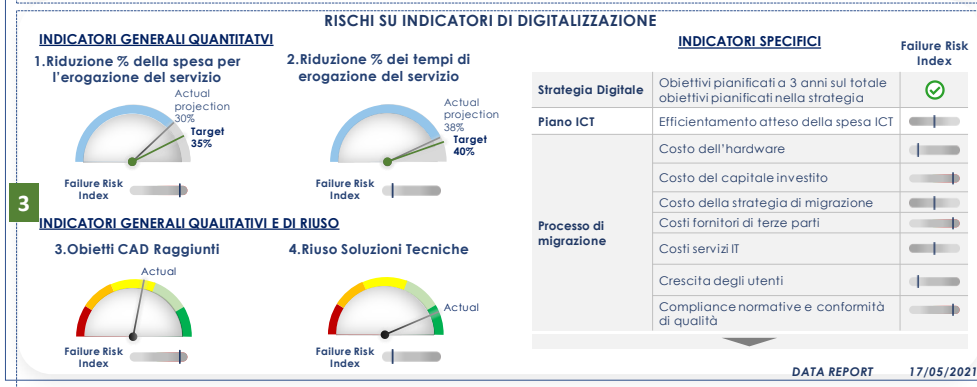 RISCHI SU INDICATORI DI DIGITALIZZAZIONE
INDICATORI GENERALI QUANTITATVI
1.Riduzione % della spesa per
l'erogazione del servizio
Actual
projection
30%
Target
35%
Failure Risk
Index
2.Riduzione % dei tempi di
erogazione del servizio
Actual
projection
38%
Target
40%
Failure Risk
Index
3
INDICATORI GENERALI QUALITATIVI E DI RIUSO
3.Obietti CAD Raggiunti
Actual
Failure Risk
Index
4.Riuso Soluzioni Tecniche
Actual
Failure Risk
Index
INDICATORI SPECIFICI
Failure Risk
Index
Strategia Digitale
Obiettivi pianificati a 3 anni sul totale
obiettivi pianificati nella strategia
Piano ICT
Efficientamento atteso della spesa ICT
Processo di
migrazione
Costo dell'hardware
Costo del capitale investito
Costo della strategia di migrazione
Costi fornitori di terze parti
Costi servizi IT
Crescita degli utenti
Compliance normative e conformità
di qualità
DATA REPORT 17/05/2021